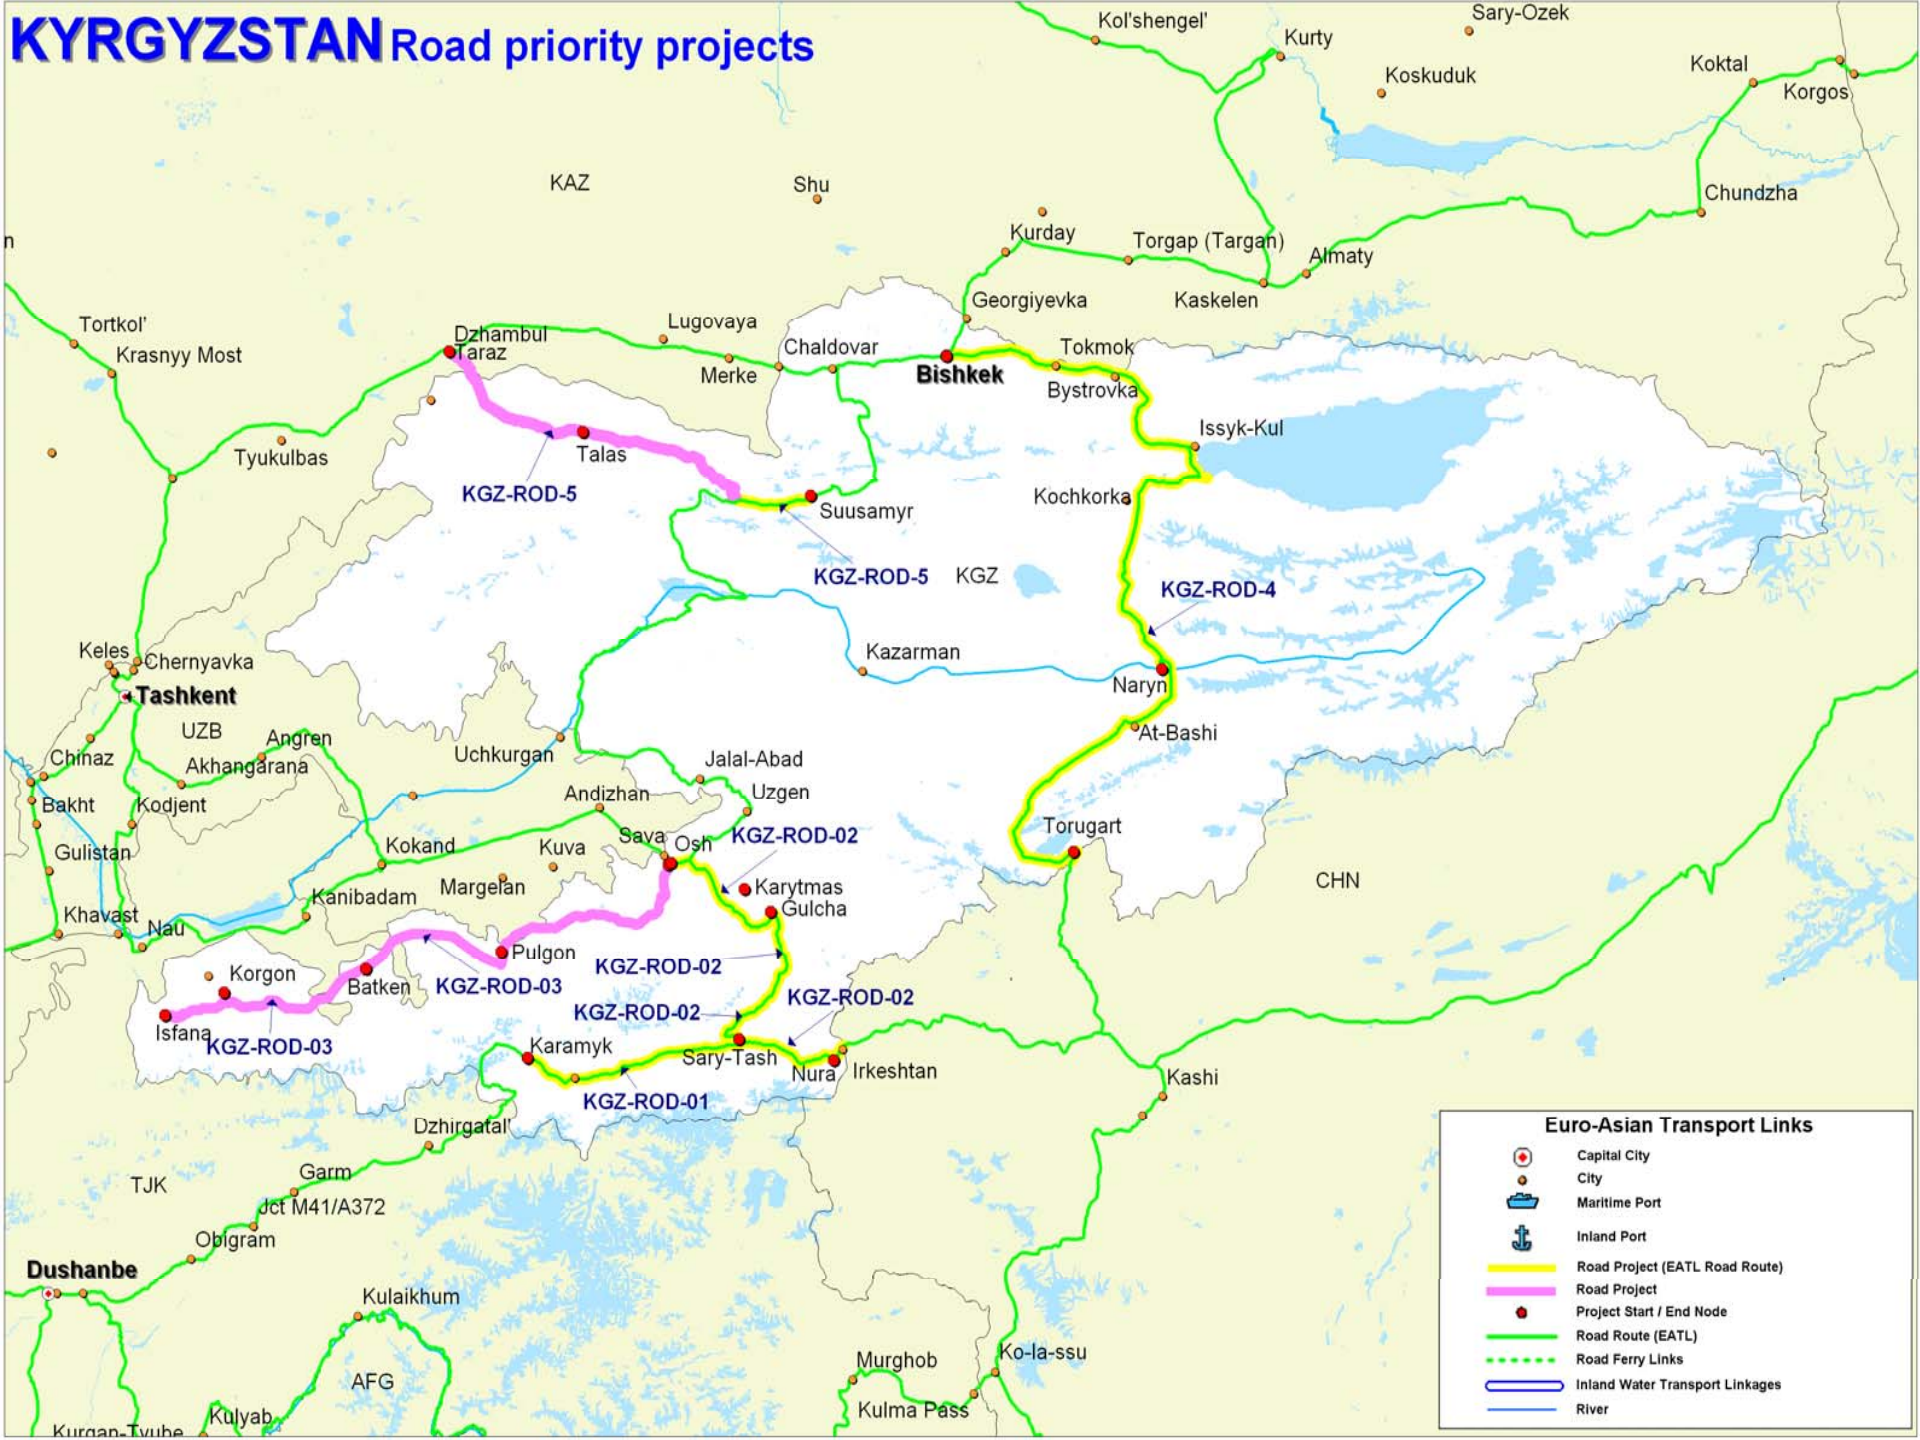 KYRGYZSTAN Road priority projects
Kol'shengel'
Sary-Ozek
Kurty
Koskuduk
Koktal
Korgos
KAZ
Shu
Chundzha
n
Kurday
Torgap (Targan)
Almaty
Kaskelen
Georgiyevka
Tortkol'
Krasnyy Most
Dzhambul
Taraz
Lugovaya
Merke
Chaldovar
Bishkek
Tokmok
Bystrovka
Issyk-Kul
Tyukulbas
Talas
KGZ-ROD-5
Kochkorka
Suusamyr
KGZ-ROD-5
KGZ
KGZ-ROD-4
Keles
Chernyavka
Kazarman
Naryn
Tashkent
UZB
Angren
Chinaz
Akhangarana
Uchkurgan
At-Bashi
Jalal-Abad
Bakht
Kodjent
Andizhan
Uzgen
Torugart
Gulistan
Kokand
Kuva
Sava
Osh
KGZ-ROD-02
Kanibadam
Margelan
Karytmas
Gulcha
CHN
Khavast
Nau
Korgon
Batken
Pulgon
KGZ-ROD-03
KGZ-ROD-02
KGZ-ROD-02
KGZ-ROD-02
Isfana
KGZ-ROD-03
Karamyk
Sary-Tash
Nura
Irkeshtan
Kashi
KGZ-ROD-01
Dzhirgatal'
TJK
Garm
Jct M41/A372
Obigram
Dushanbe
Kulaikhum
AFG
Murghob
Ko-la-ssu
Kulma Pass
Kulyab
Kurgan-Tyube
Euro-Asian Transport Links
Capital City
City
Maritime Port
Inland Port
Road Project (EATL Road Route)
Road Project
Project Start / End Node
Road Route (EATL)
Road Ferry Links
Inland Water Transport Linkages
River